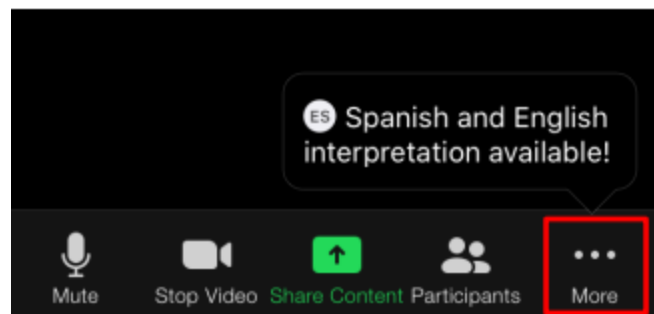 ES Spanish and English
interpretation available!
Mute Stop Video Share Content Participants More